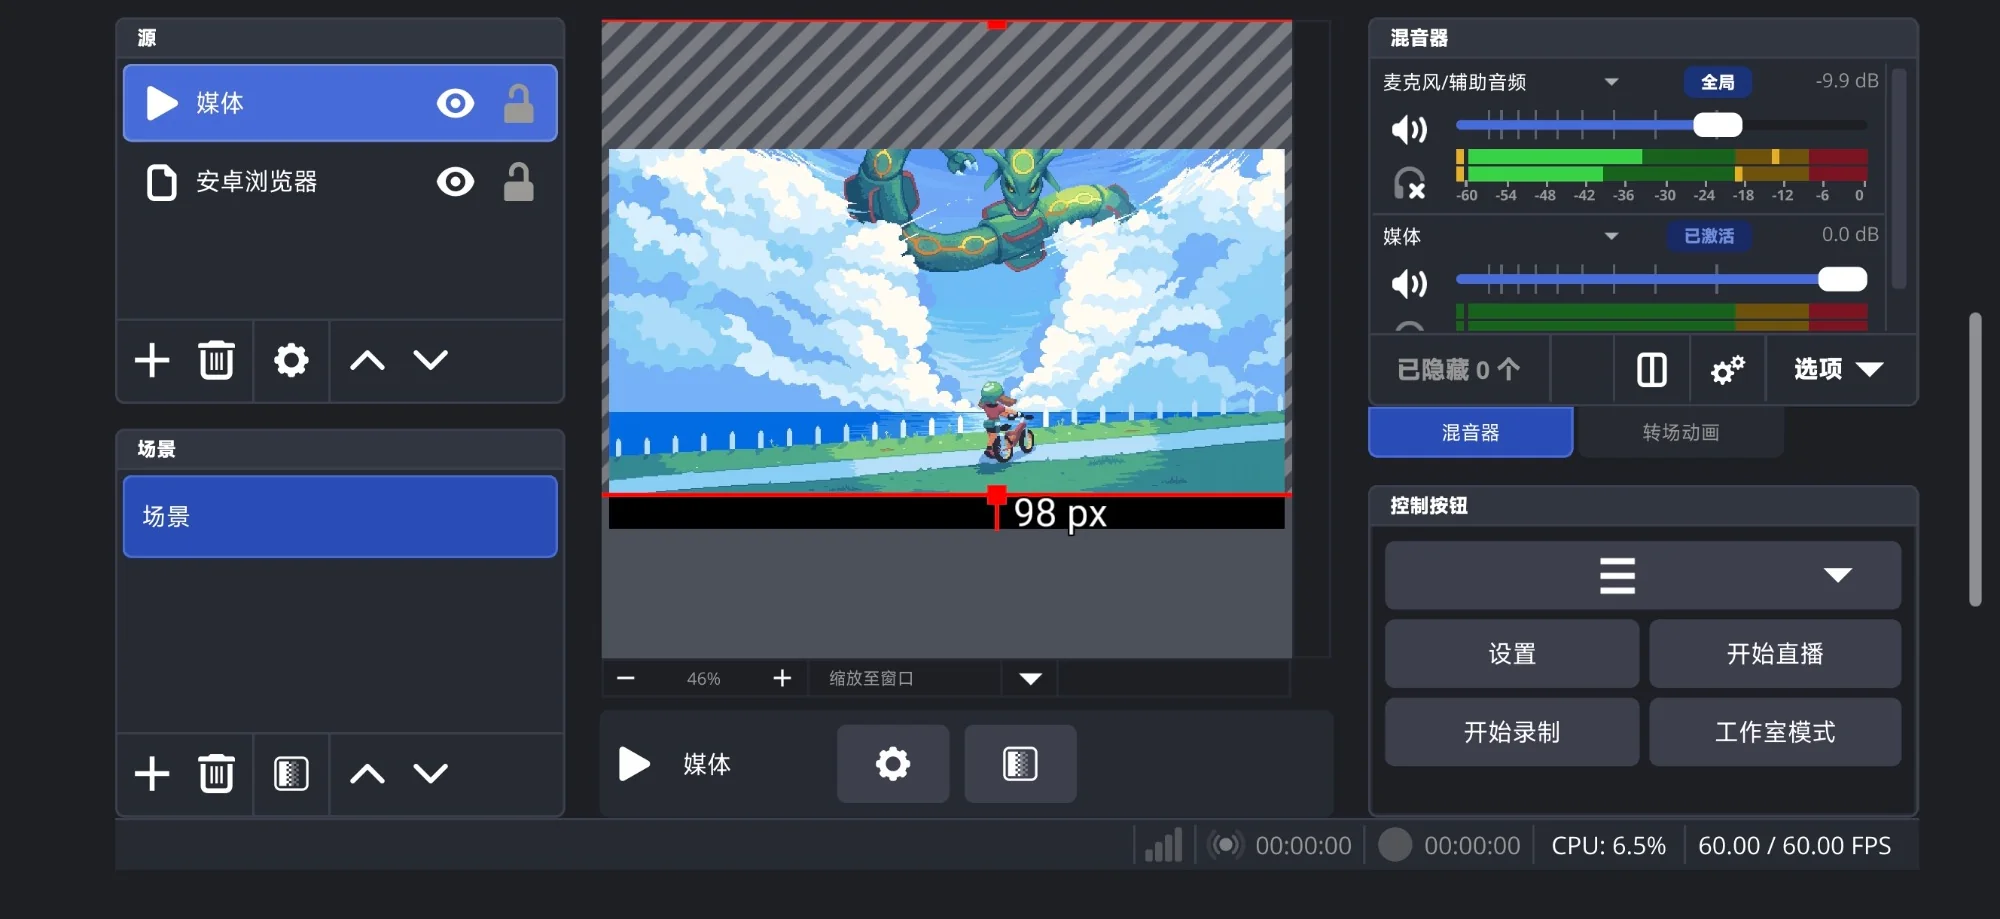 源
媒体
安卓浏览器
场景
场景
98 px
46%
缩放至窗口
媒体
混音器
麦克风/辅助音频
全局
-9.9 dB
-60 -54 -48 -42 -36 -30 -24 -18 -12 -6 0
媒体
已激活
0.0 dB
已隐藏 0 个
选项
混音器
转场动画
控制按钮
设置
开始直播
开始录制
工作室模式
00:00:00
00:00:00
CPU: 6.5%
60.00 / 60.00 FPS